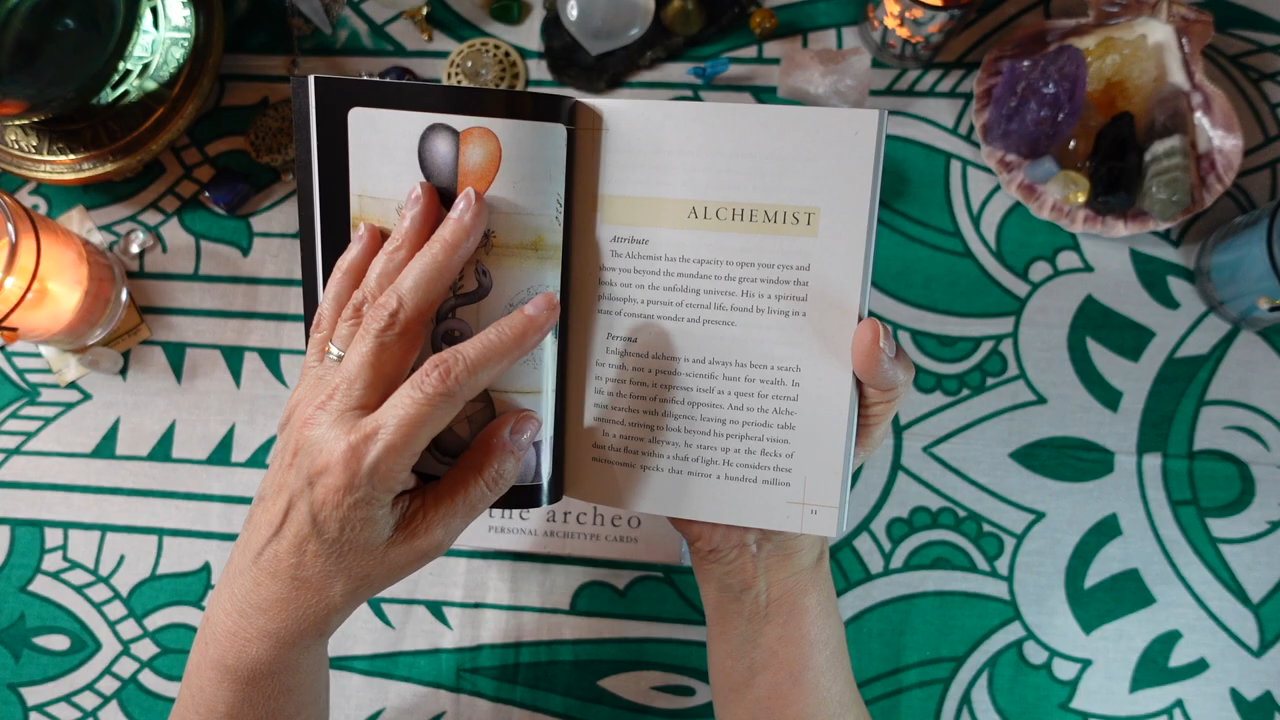 ALCHEMIST
Attribute
The Alchemist has the capacity to open your eyes and
show you beyond the mundane to the great window that
looks out on the unfolding universe. His is a spiritual
philosophy, a pursuit of eternal life, found by living in a
state of constant wonder and presence.
Persona
Enlightened alchemy is and always has been a search
for truth, not a pseudo-scientific hunt for wealth. In
its purest form, it expresses itself as a quest for eternal
life in the form of unified opposites. And so the Alche-
mist searches with diligence, leaving no periodic table
unturned, striving to look beyond his peripheral vision.
In a narrow alleyway, he stares up at the flecks of
dust that float within a shaft of light. He considers these
microcosmic specks that mirror a hundred million
11
the archeo
PERSONAL ARCHETYPE CARDS